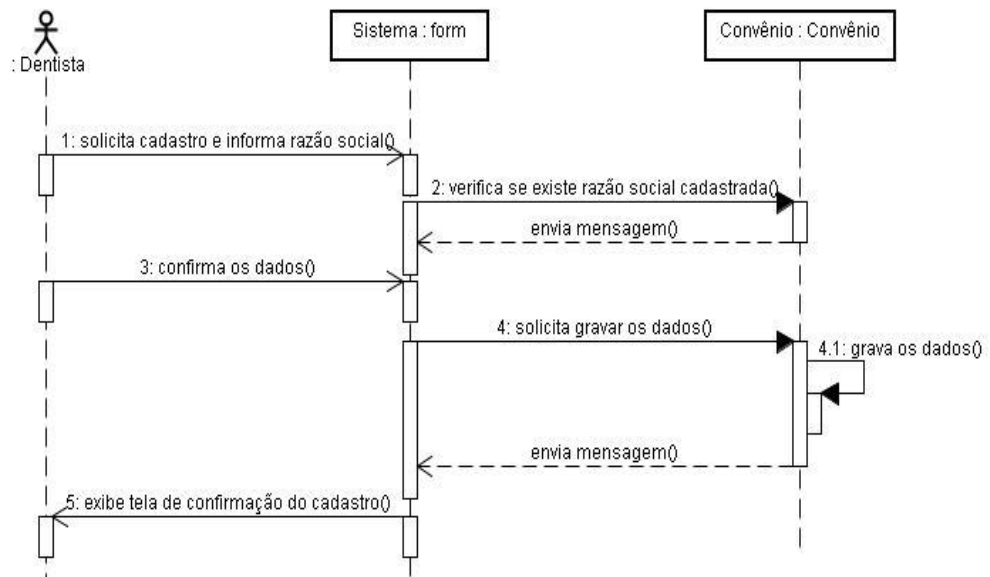 : Dentista
Sistema : form
Convênio : Convênio
1: solicita cadastro e informa razão social()
2: verifica se existe razão social cadastrada()
envia mensagem()
3: confirma os dados()
4: solicita gravar os dados()
4.1: grava os dados()
envia mensagem()
5: exibe tela de confirmação do cadastro()